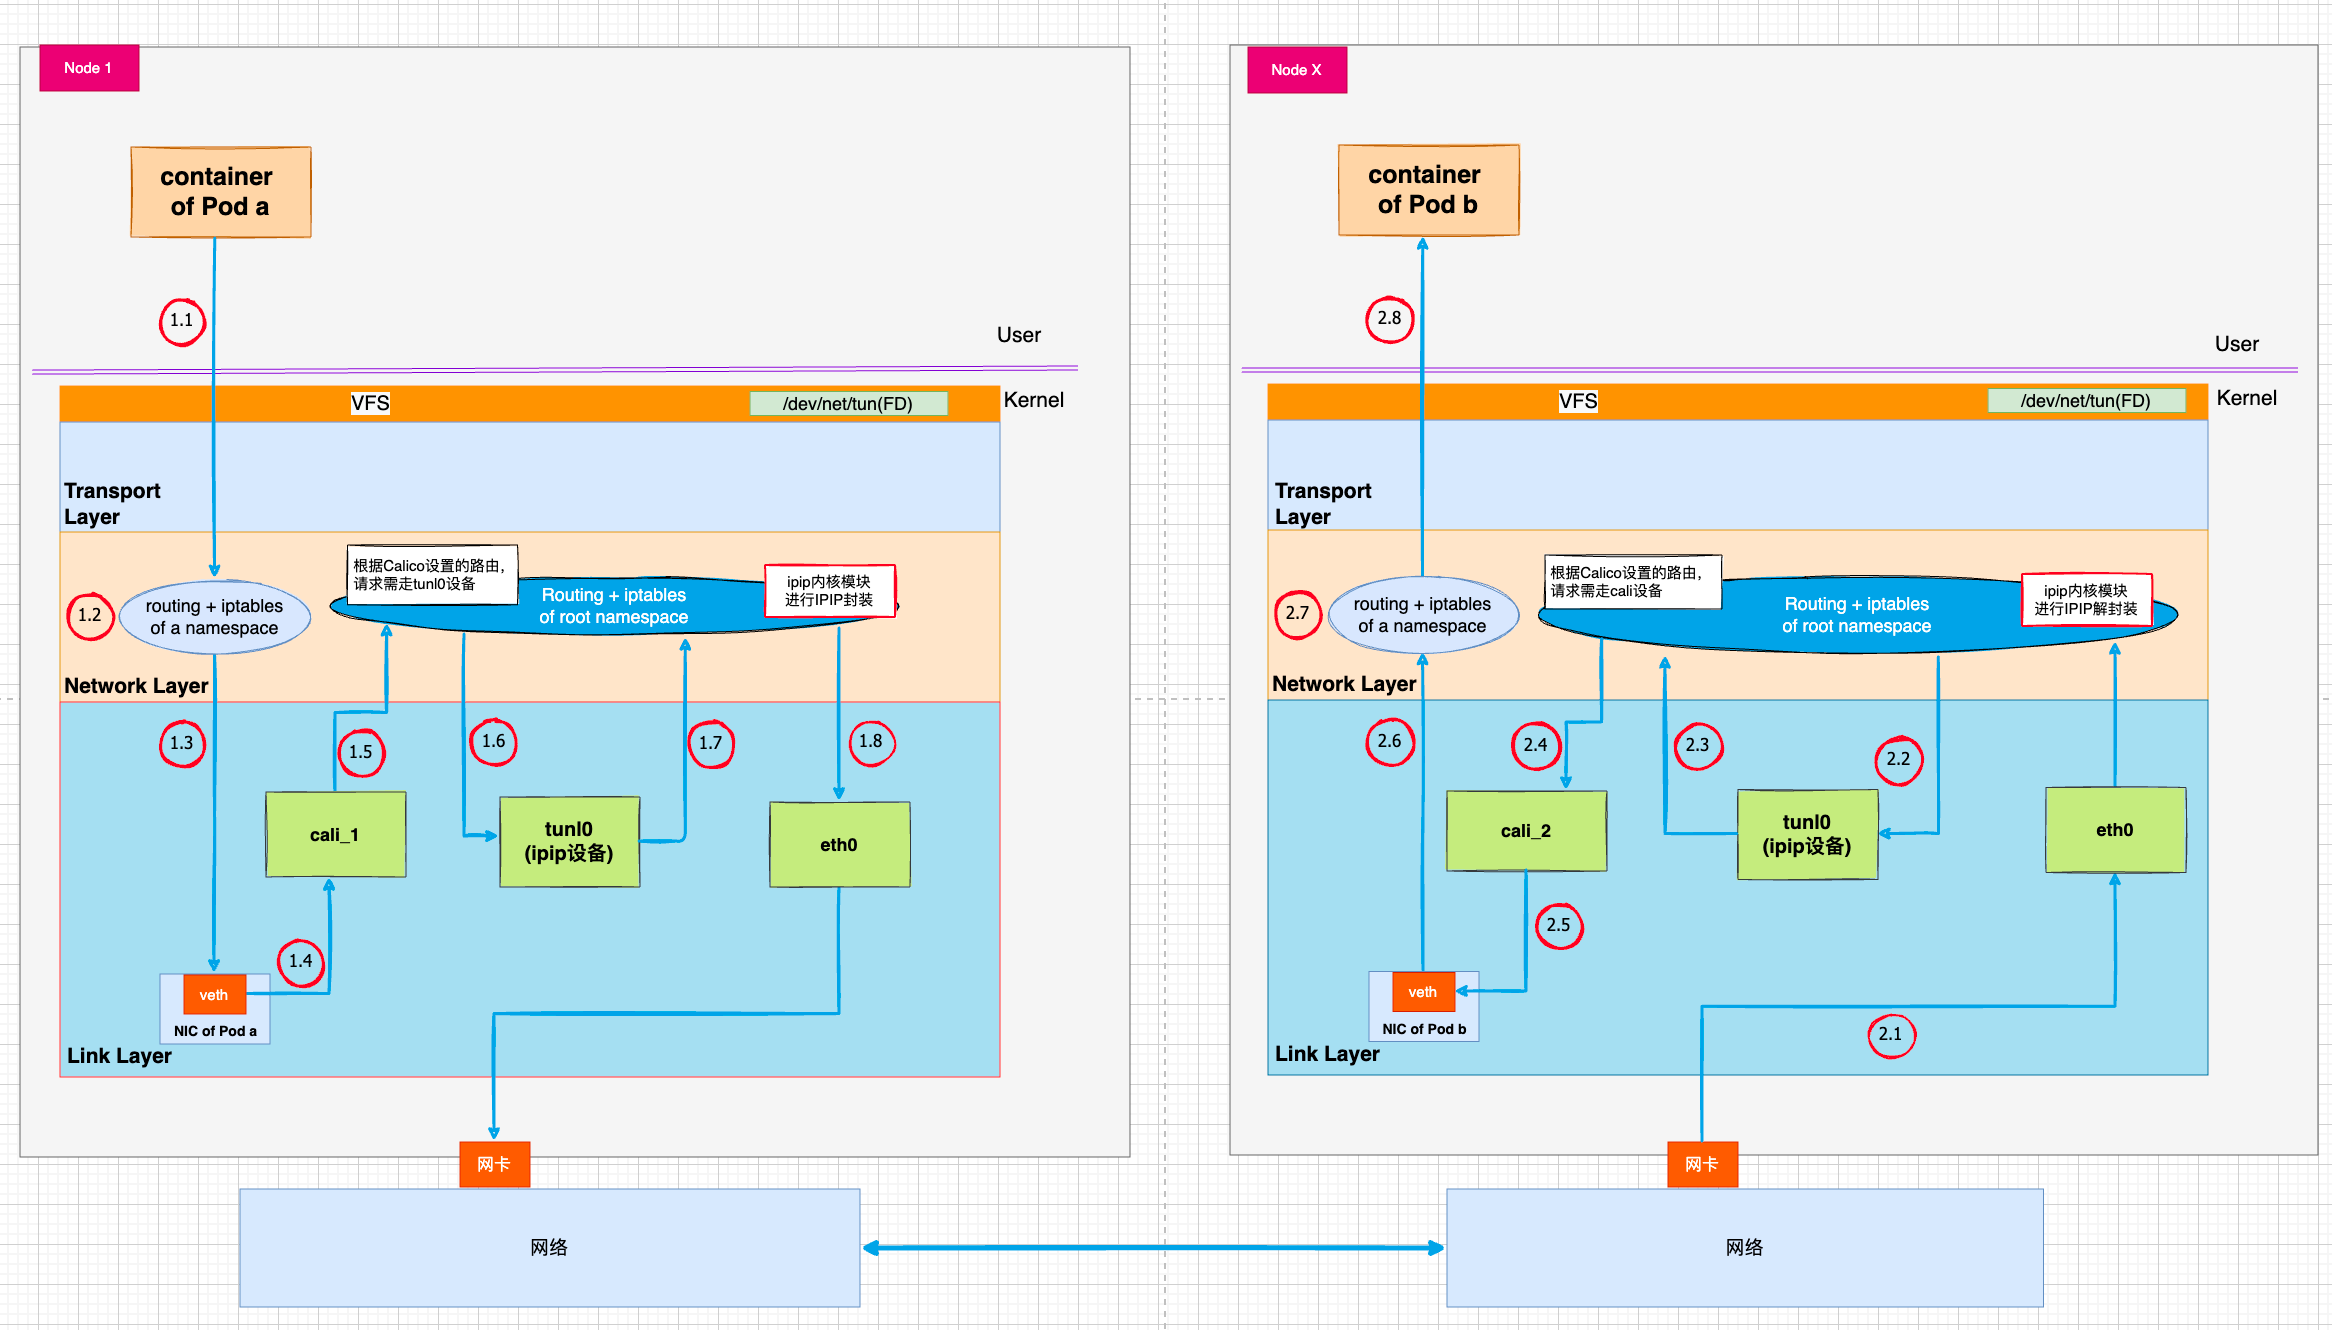 Node 1
container
of Pod a
1.1
User
VFS
/dev/net/tun(FD)
Kernel
Transport
Layer
根据Calico设置的路由，
请求需走tunl0设备
Routing + iptables
of root namespace
ipip内核模块
进行IPIP封装
1.2
routing + iptables
of a namespace
Network Layer
1.3
1.5
1.6
1.7
1.8
cali_1
tunl0
(ipip设备)
eth0
1.4
veth
NIC of Pod a
Link Layer
网卡
网络
Node X
container
of Pod b
2.8
User
VFS
/dev/net/tun(FD)
Kernel
Transport
Layer
根据Calico设置的路由，
请求需走cali设备
Routing + iptables
of root namespace
ipip内核模块
进行IPIP解封装
2.7
routing + iptables
of a namespace
Network Layer
2.6
2.4
2.3
2.2
cali_2
tunl0
(ipip设备)
eth0
2.5
veth
NIC of Pod b
2.1
Link Layer
网卡
网络